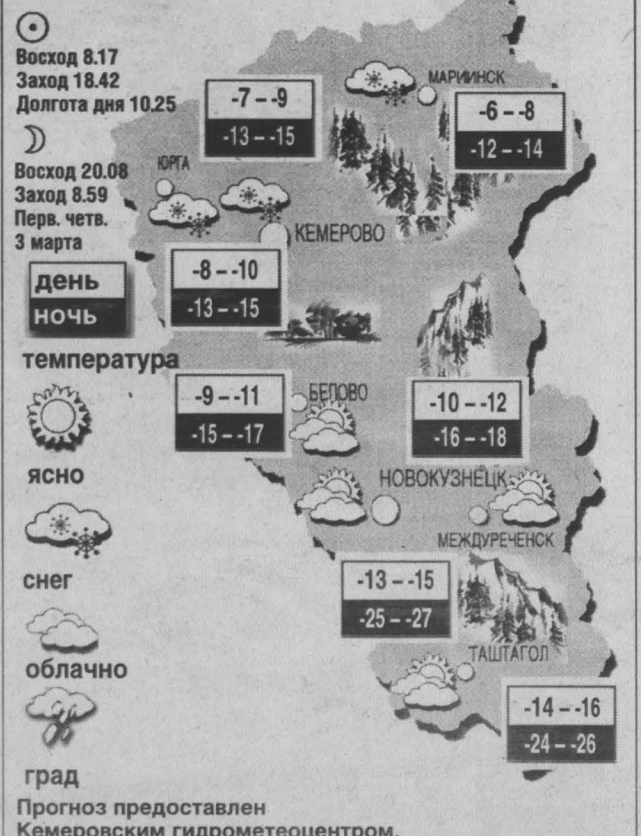 Восход 8.17
Заход 18.42
Долгота дня 10.25
Восход 20.08
Заход 8.59
Перв. четв.
3 марта
день
ночь
температура
ясно
снег
облачно
град
-7 – -9
-13 – -15
МАРИИНСК
-6 – -8
-12 – -14
ЮРГА
КЕМЕРОВО
-8 – -10
-13 – -15
-9 – -11
-15 – -17
БЕЛОВО
-10 – -12
-16 – -18
НОВОКУЗНЕЦК
МЕЖДУРЕЧЕНСК
-13 – -15
-25 – -27
ТАШТАГОЛ
-14 – -16
-24 – -26
Прогноз предоставлен
Кемеровским гидрометеоцентром.